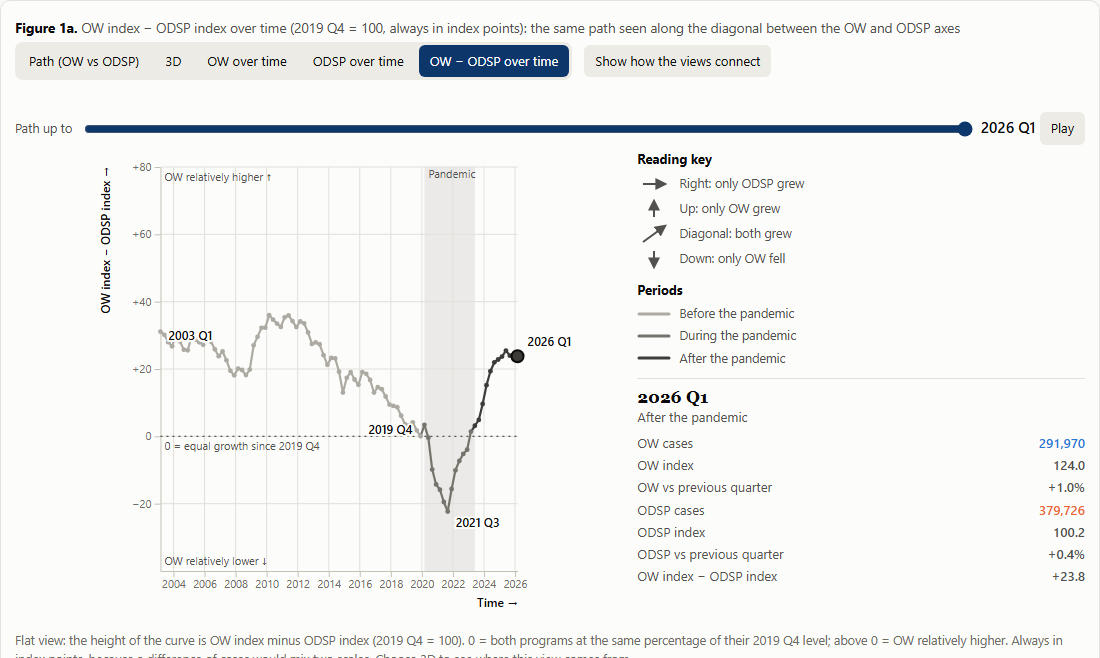 Figure 1a. OW index − ODSP index over time (2019 Q4 = 100, always in index points): the same path seen along the diagonal between the OW and ODSP axes
Path (OW vs ODSP)
3D
OW over time
ODSP over time
OW − ODSP over time
Show how the views connect
Path up to
2026 Q1
Play
OW index − ODSP index →
+80
+60
+40
+20
0
−20
OW relatively higher ↑
Pandemic
2003 Q1
2026 Q1
2019 Q4
0 = equal growth since 2019 Q4
2021 Q3
OW relatively lower ↓
2004 2006 2008 2010 2012 2014 2016 2018 2020 2022 2024 2026
Time →
Reading key
Right: only ODSP grew
Up: only OW grew
Diagonal: both grew
Down: only OW fell
Periods
Before the pandemic
During the pandemic
After the pandemic
2026 Q1
After the pandemic
OW cases 291,970
OW index 124.0
OW vs previous quarter +1.0%
ODSP cases 379,726
ODSP index 100.2
ODSP vs previous quarter +0.4%
OW index − ODSP index +23.8
Flat view: the height of the curve is OW index minus ODSP index (2019 Q4 = 100). 0 = both programs at the same percentage of their 2019 Q4 level; above 0 = OW relatively higher. Always in